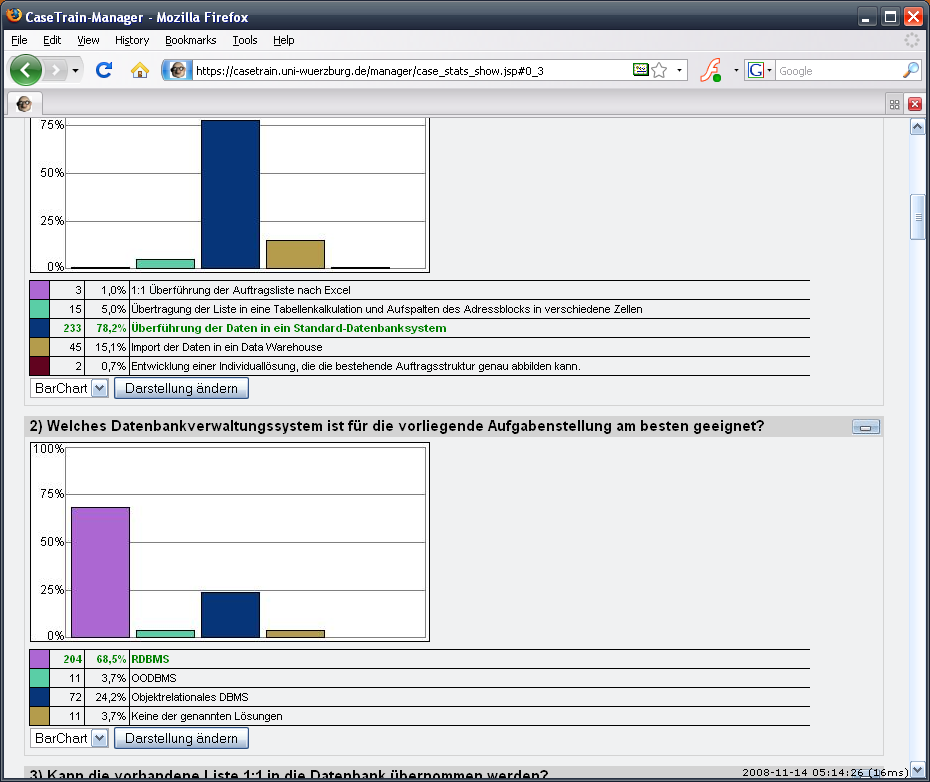 CaseTrain-Manager - Mozilla Firefox
File Edit View History Bookmarks Tools Help
https://casetrain.uni-wuerzburg.de/manager/case_stats_show.jsp#0_3
G Google
75%
50%
25%
0%
3 1,0% 1:1 Überführung der Auftragsliste nach Excel
15 5,0% Übertragung der Liste in eine Tabellenkalkulation und Aufspalten des Adressblocks in verschiedene Zellen
233 78,2% Überführung der Daten in ein Standard-Datenbanksystem
45 15,1% Import der Daten in ein Data Warehouse
2 0,7% Entwicklung einer Individuallösung, die die bestehende Auftragsstruktur genau abbilden kann.
BarChart Darstellung ändern
2) Welches Datenbankverwaltungssystem ist für die vorliegende Aufgabenstellung am besten geeignet?
100%
75%
50%
25%
0%
204 68,5% RDBMS
11 3,7% OODBMS
72 24,2% Objektrelationales DBMS
11 3,7% Keine der genannten Lösungen
BarChart Darstellung ändern
3) Kann die vorhandene Liste 1:1 in die Datenbank übernommen werden?
2008-11-14 05:14:26 (16ms)